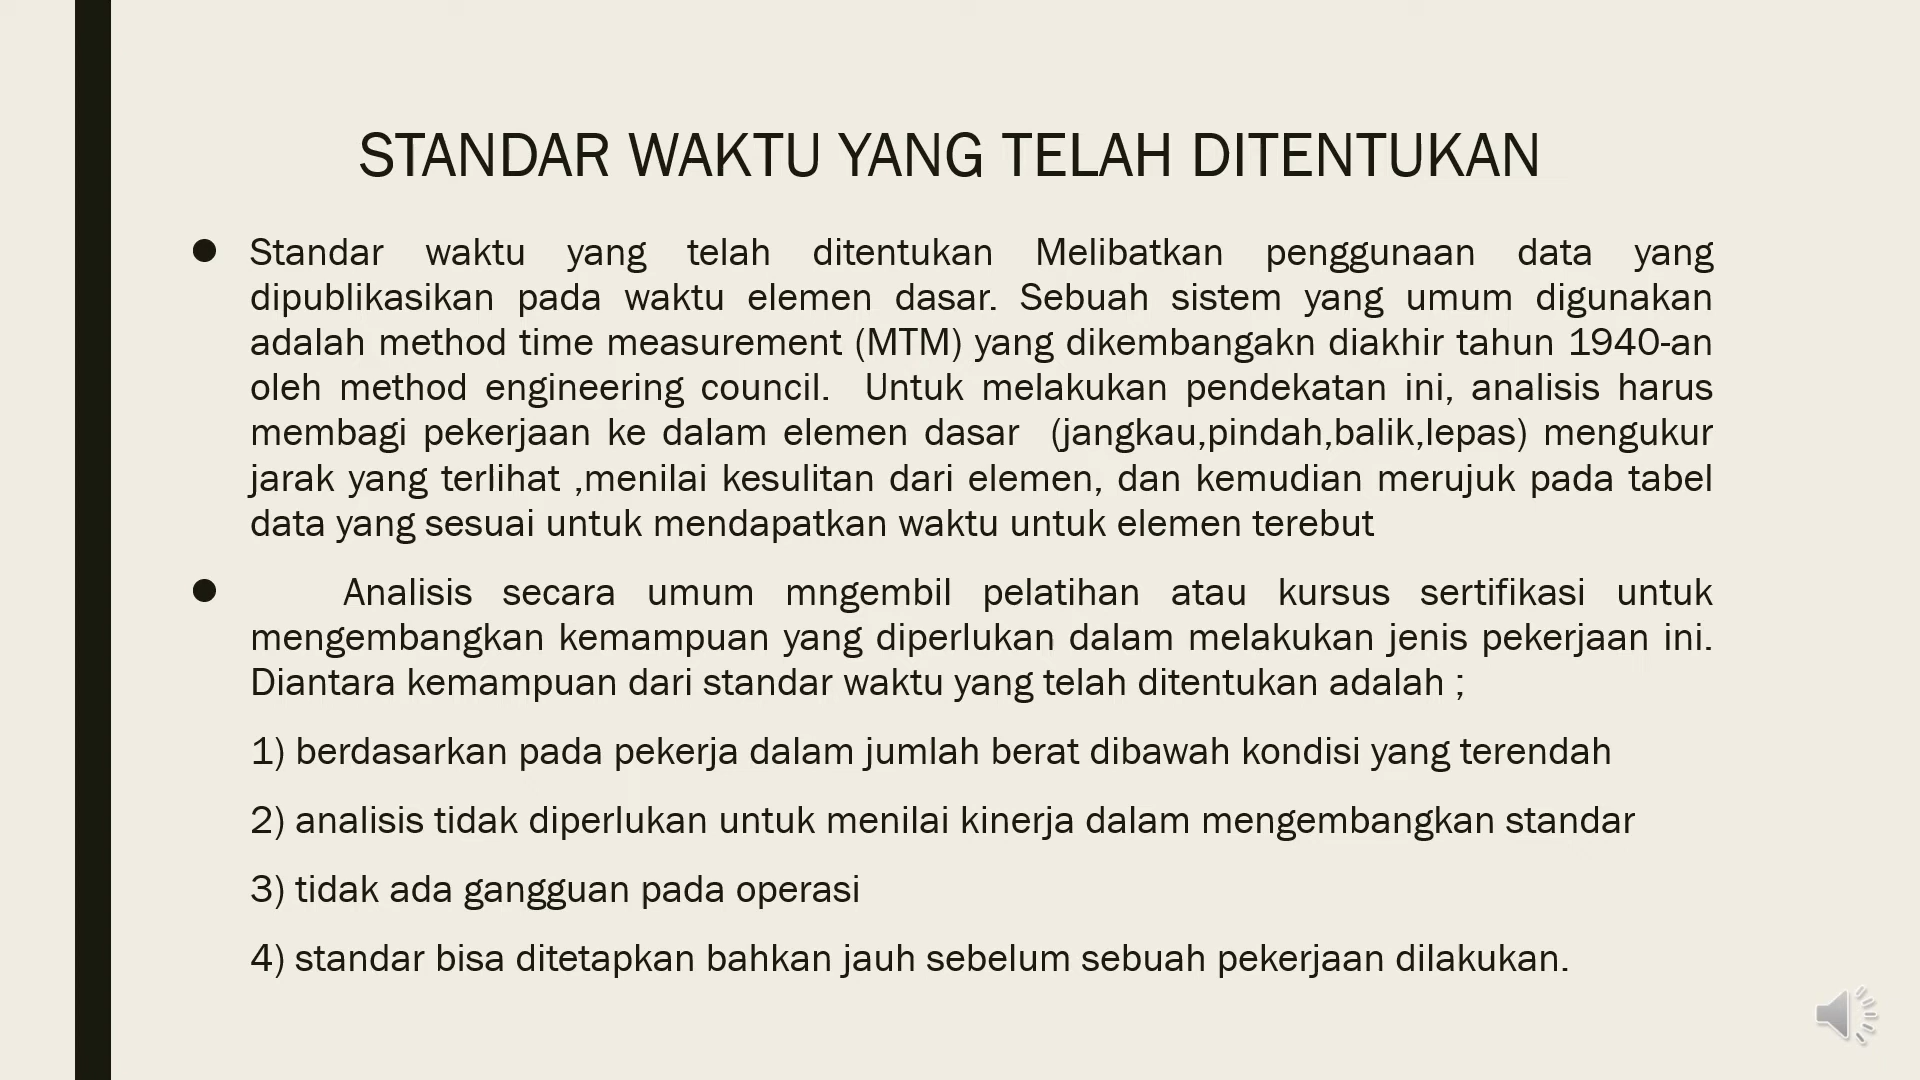 STANDAR WAKTU YANG TELAH DITENTUKAN
● Standar waktu yang telah ditentukan Melibatkan penggunaan data yang
dipublikasikan pada waktu elemen dasar. Sebuah sistem yang umum digunakan
adalah method time measurement (MTM) yang dikembangakn diakhir tahun 1940-an
oleh method engineering council.  Untuk melakukan pendekatan ini, analisis harus
membagi pekerjaan ke dalam elemen dasar  (jangkau,pindah,balik,lepas) mengukur
jarak yang terlihat ,menilai kesulitan dari elemen, dan kemudian merujuk pada tabel
data yang sesuai untuk mendapatkan waktu untuk elemen terebut
● Analisis secara umum mngembil pelatihan atau kursus sertifikasi untuk
mengembangkan kemampuan yang diperlukan dalam melakukan jenis pekerjaan ini.
Diantara kemampuan dari standar waktu yang telah ditentukan adalah ;
1) berdasarkan pada pekerja dalam jumlah berat dibawah kondisi yang terendah
2) analisis tidak diperlukan untuk menilai kinerja dalam mengembangkan standar
3) tidak ada gangguan pada operasi
4) standar bisa ditetapkan bahkan jauh sebelum sebuah pekerjaan dilakukan.